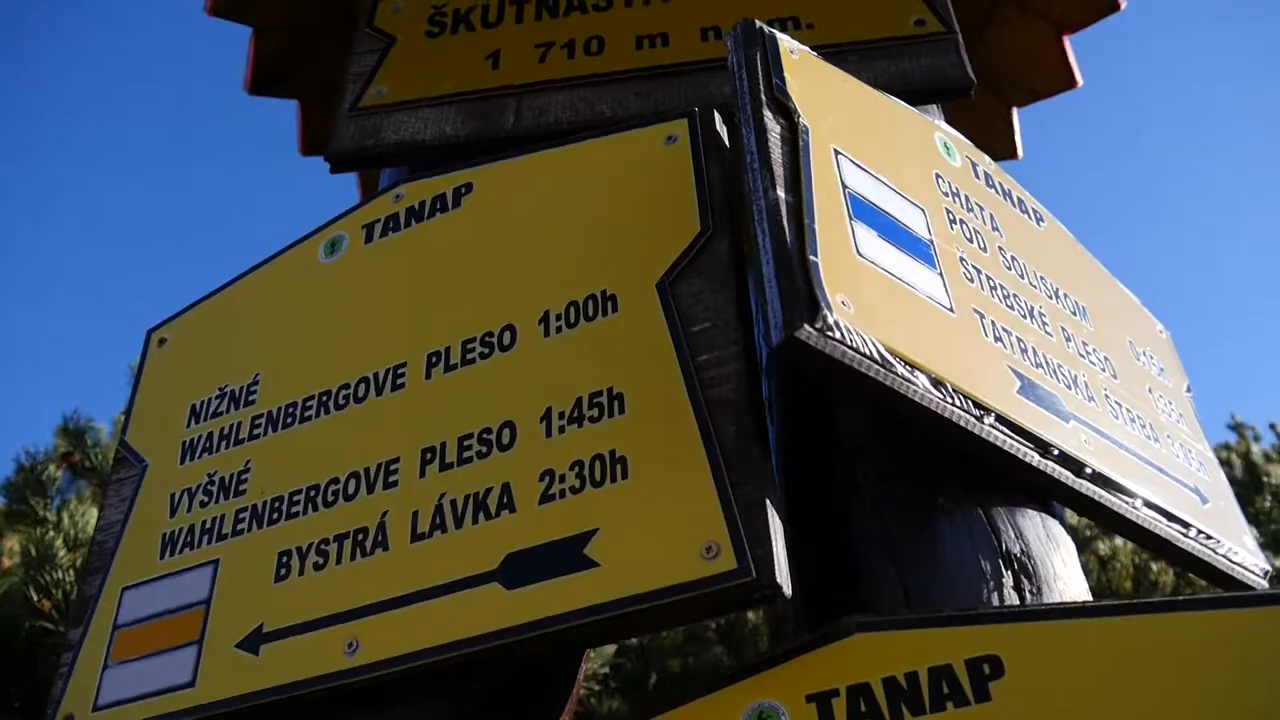 1 710 m n.m.
TANAP
NIŽNÉ
WAHLENBERGOVE PLESO 1:00h
VYŠNÉ
WAHLENBERGOVE PLESO 1:45h
BYSTRÁ LÁVKA 2:30h
TANAP
CHATA
POD SOLISKOM
ŠTRBSKÉ PLESO
TATRANSKÁ ŠTRBA
TANAP